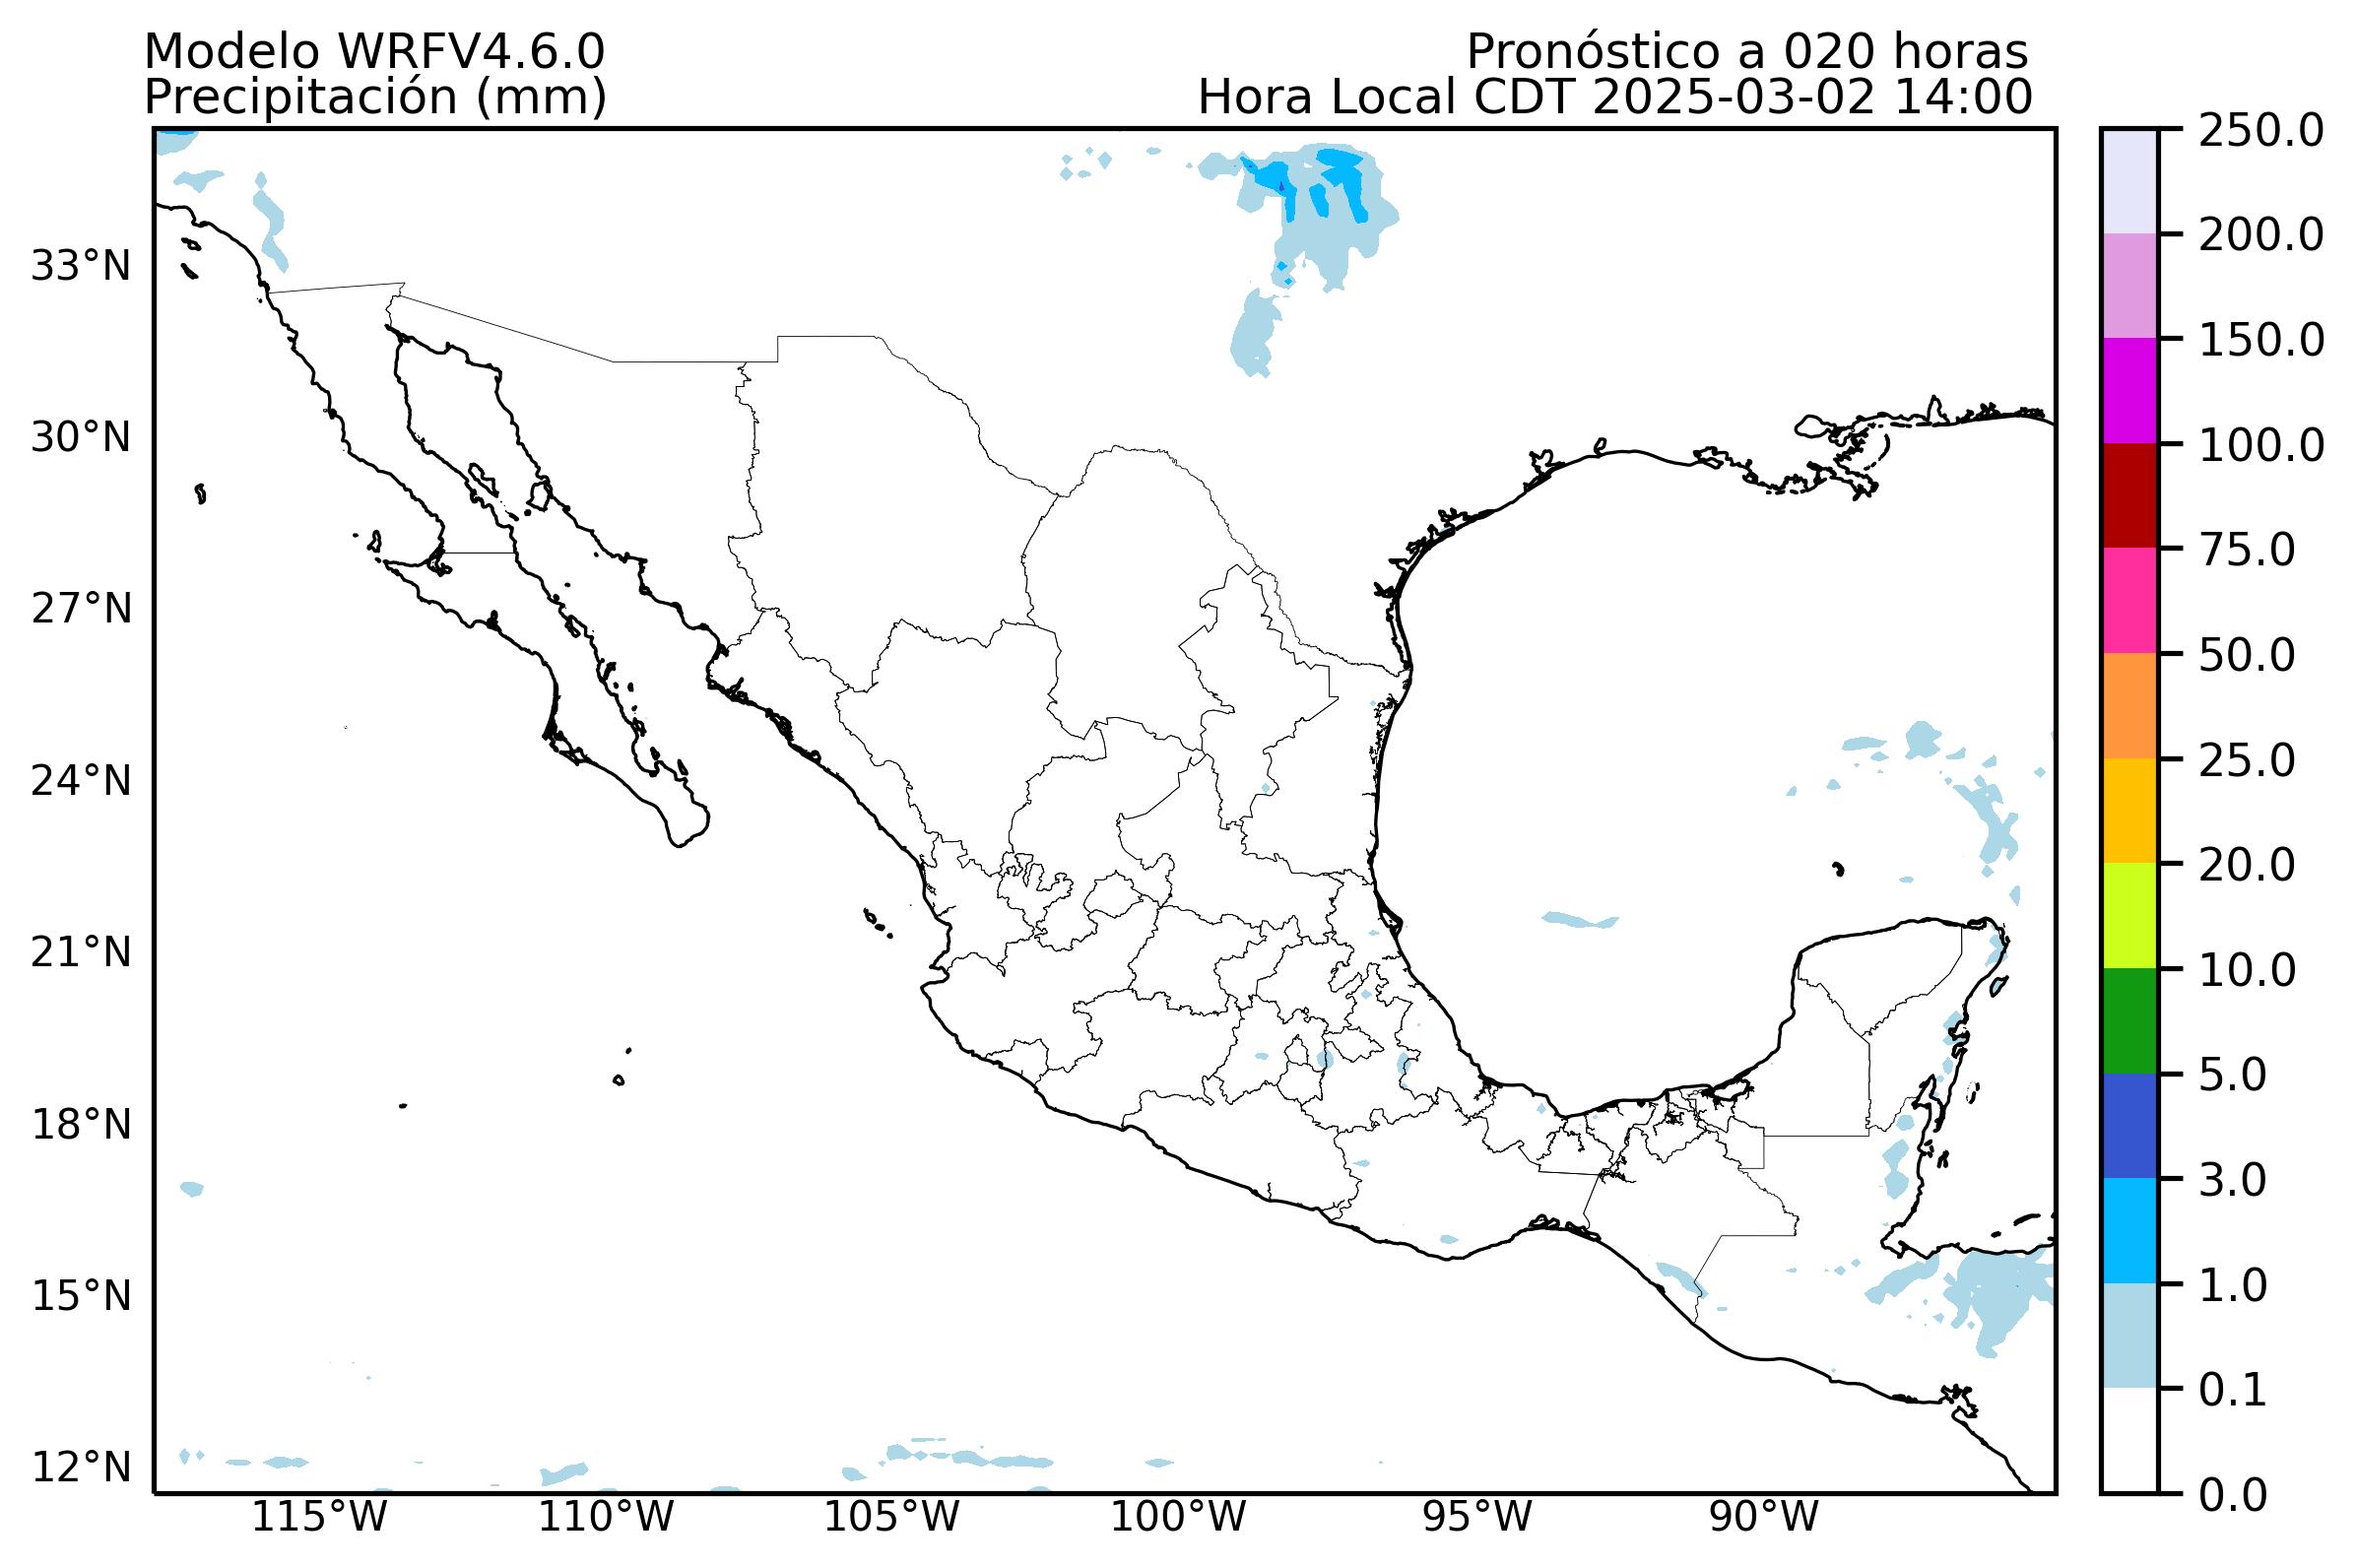 Modelo WRFV4.6.0
Pronóstico a 020 horas
Precipitación (mm)
Hora Local CDT 2025-03-02 14:00
33°N
30°N
27°N
24°N
21°N
18°N
15°N
12°N
115°W
110°W
105°W
100°W
95°W
90°W
250.0
200.0
150.0
100.0
75.0
50.0
25.0
20.0
10.0
5.0
3.0
1.0
0.1
0.0